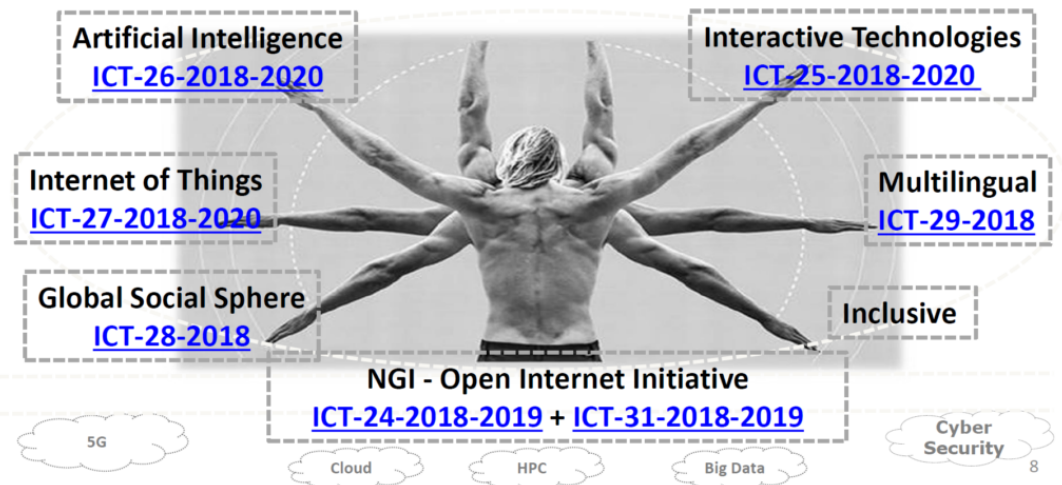 Artificial Intelligence
ICT-26-2018-2020
Interactive Technologies
ICT-25-2018-2020
Internet of Things
ICT-27-2018-2020
Multilingual
ICT-29-2018
Global Social Sphere
ICT-28-2018
Inclusive
NGI - Open Internet Initiative
ICT-24-2018-2019 + ICT-31-2018-2019
5G
Cloud
HPC
Big Data
Cyber
Security
8